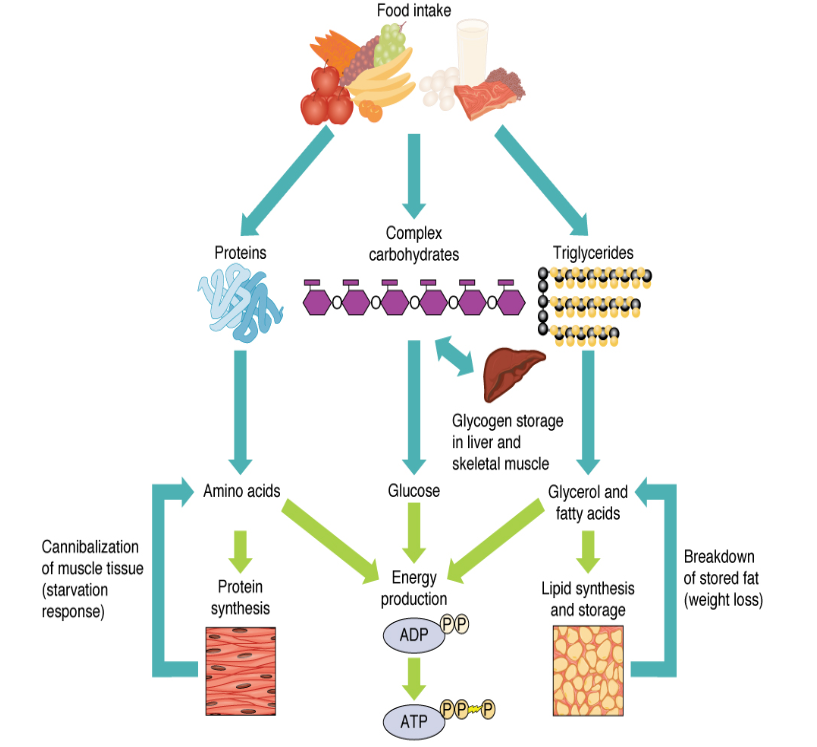 Food intake
Proteins
Complex
carbohydrates
Triglycerides
Glycogen storage
in liver and
skeletal muscle
Amino acids
Glucose
Glycerol and
fatty acids
Cannibalization
of muscle tissue
(starvation
response)
Protein
synthesis
Energy
production
Lipid synthesis
and storage
Breakdown
of stored fat
(weight loss)
ADP P P
ATP P P P